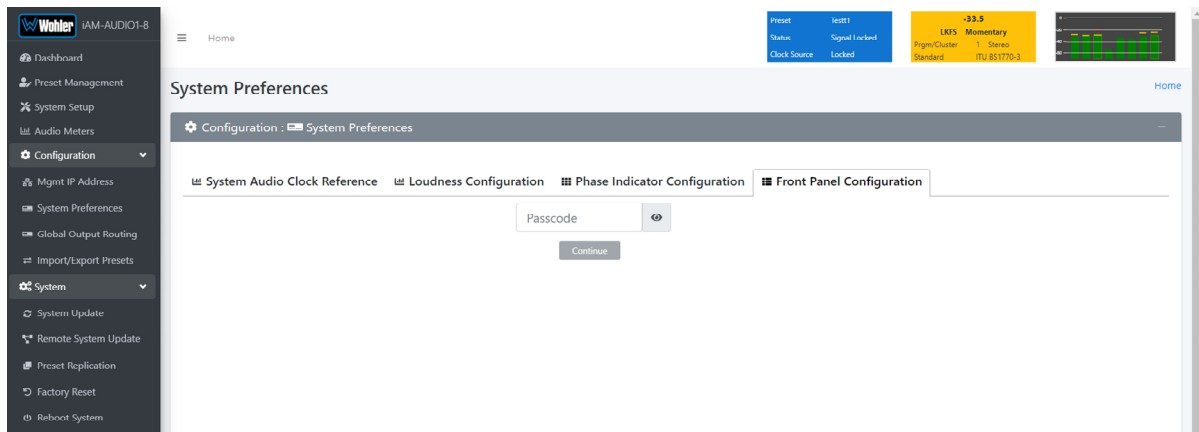 Wohler iAM-AUDIO1-8
Dashboard
Preset Management
System Setup
Audio Meters
Configuration
Mgmt IP Address
System Preferences
Global Output Routing
Import/Export Presets
System
System Update
Remote System Update
Preset Replication
Factory Reset
Reboot System
Home
Preset Testt1
Status Signal Locked
Clock Source Locked
-33.5
LKFS Momentary
Prgm/Cluster 1 Stereo
Standard ITU BS1770-3
System Preferences
Home
Configuration : System Preferences
System Audio Clock Reference Loudness Configuration Phase Indicator Configuration Front Panel Configuration
Passcode
Continue